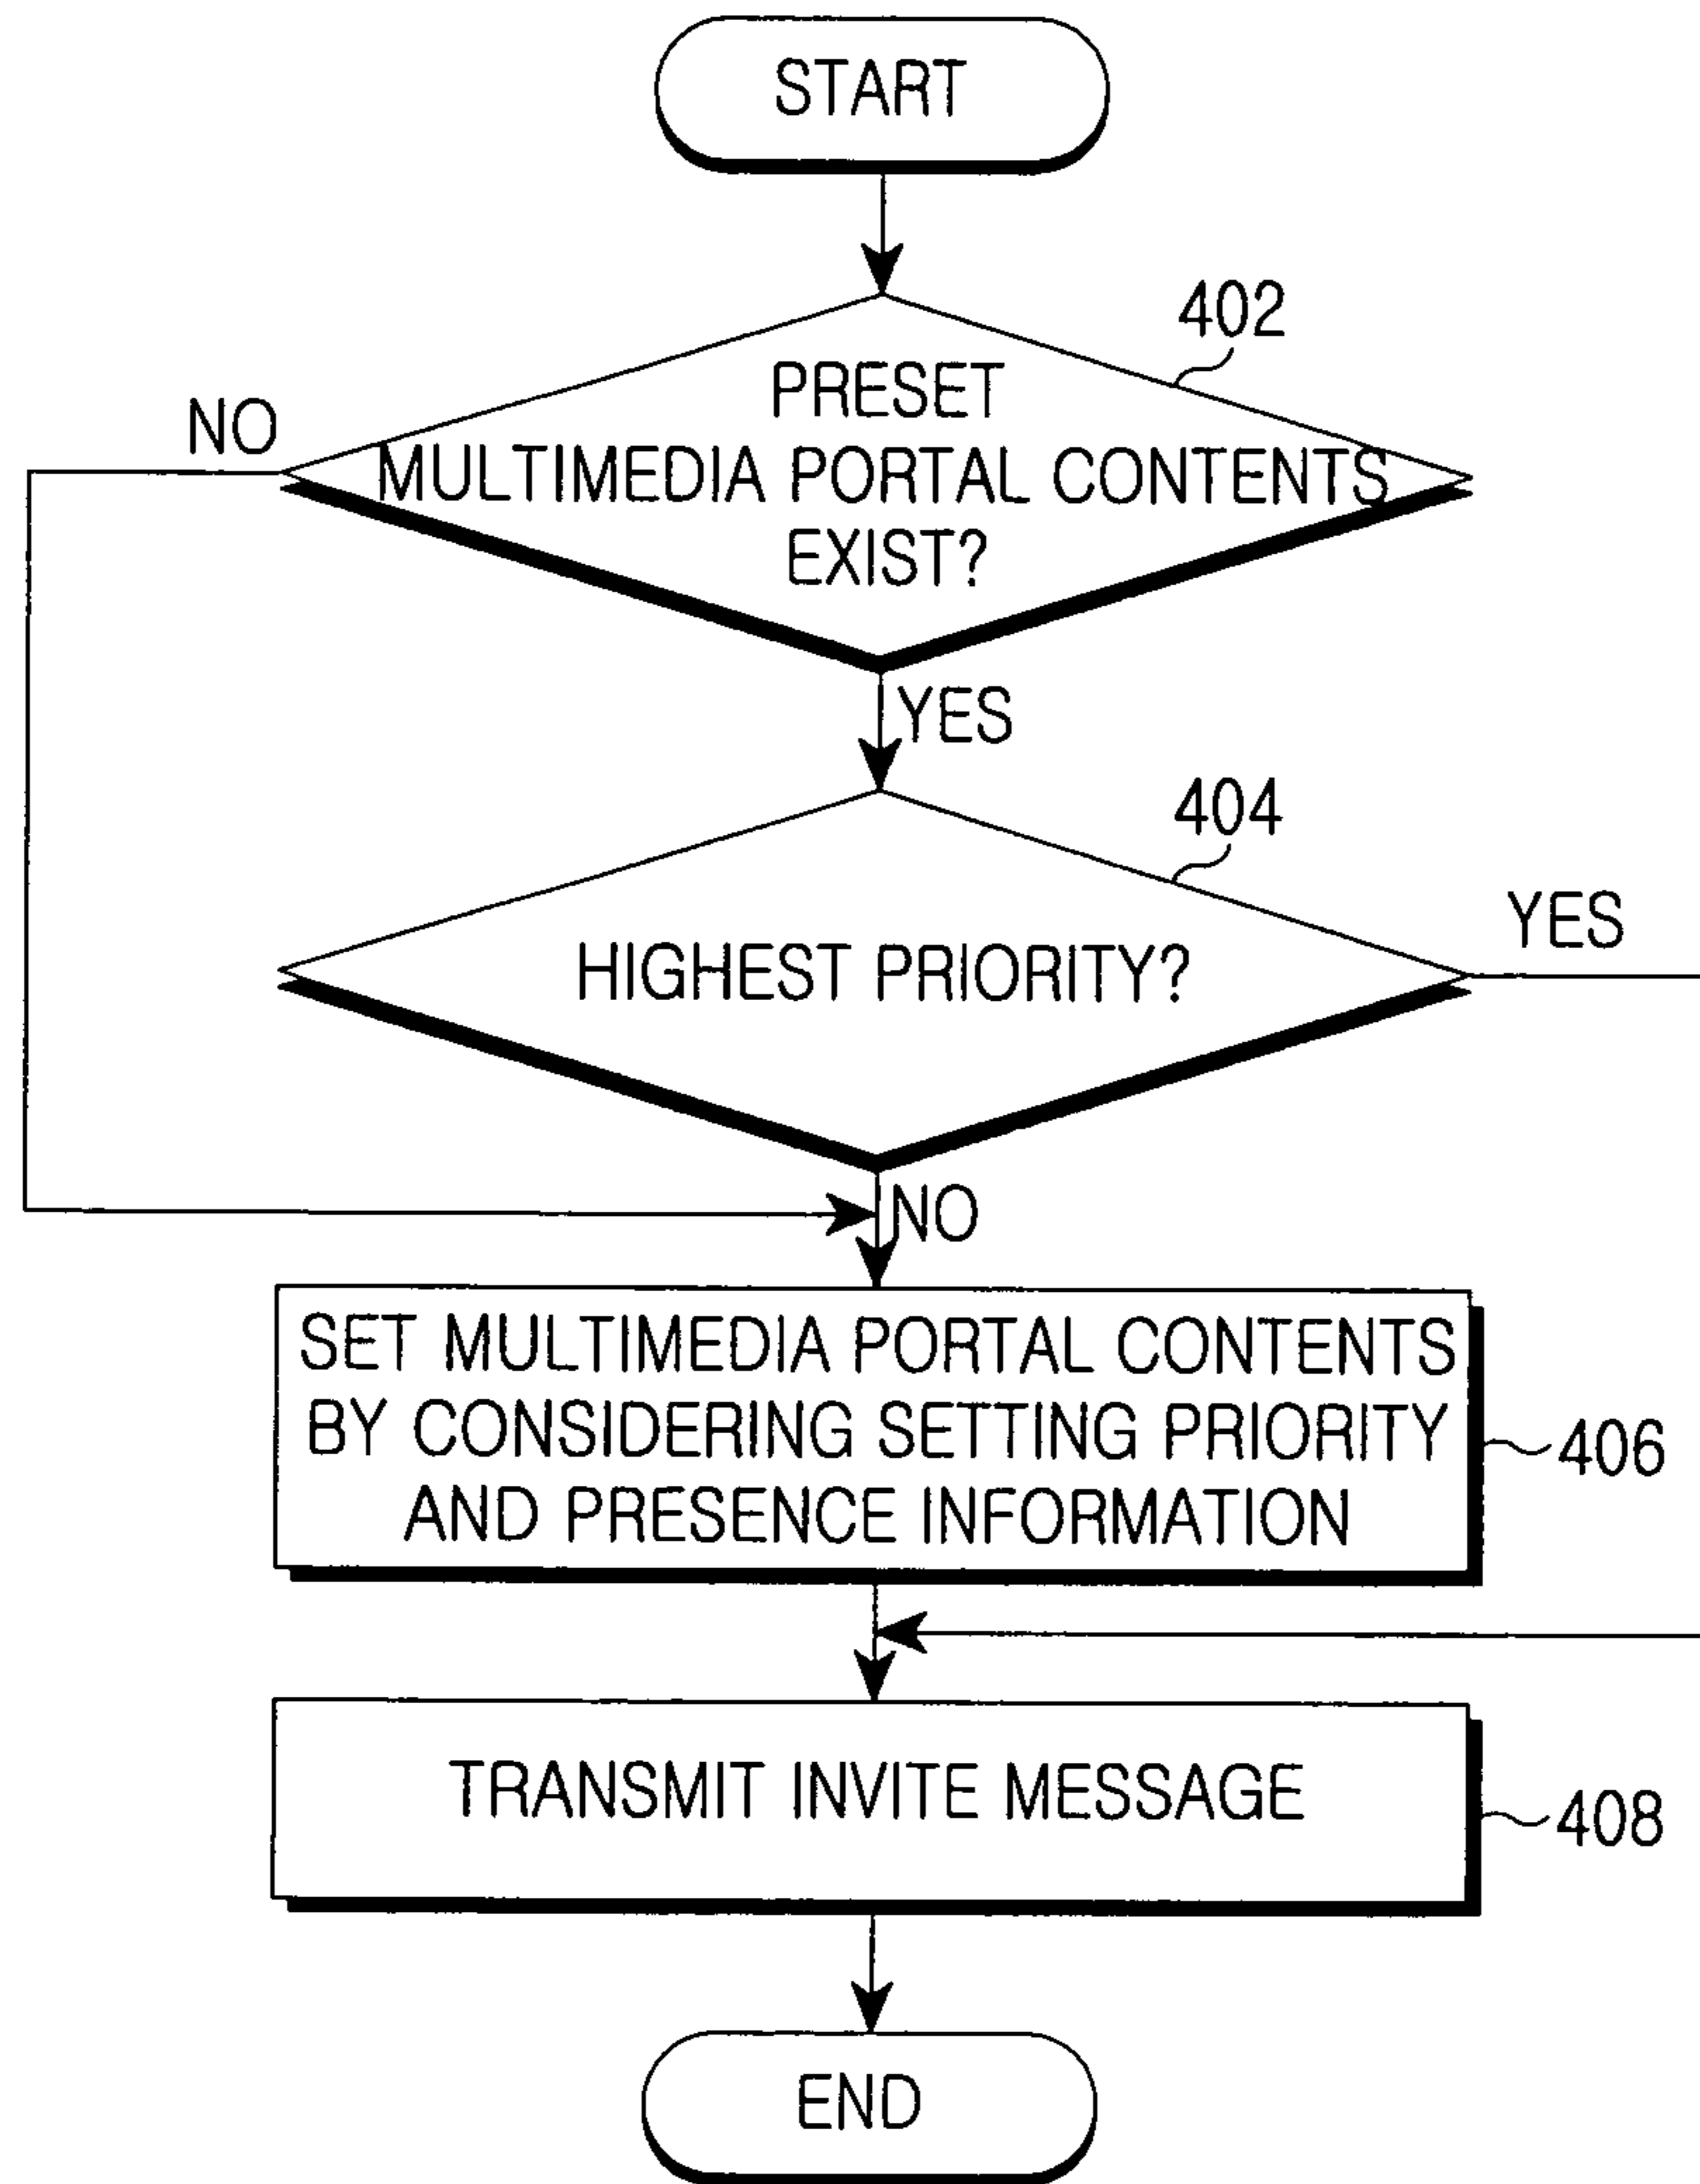 START
402
PRESET
MULTIMEDIA PORTAL CONTENTS
EXIST?
NO
YES
404
HIGHEST PRIORITY?
YES
NO
SET MULTIMEDIA PORTAL CONTENTS
BY CONSIDERING SETTING PRIORITY
AND PRESENCE INFORMATION
406
TRANSMIT INVITE MESSAGE
408
END